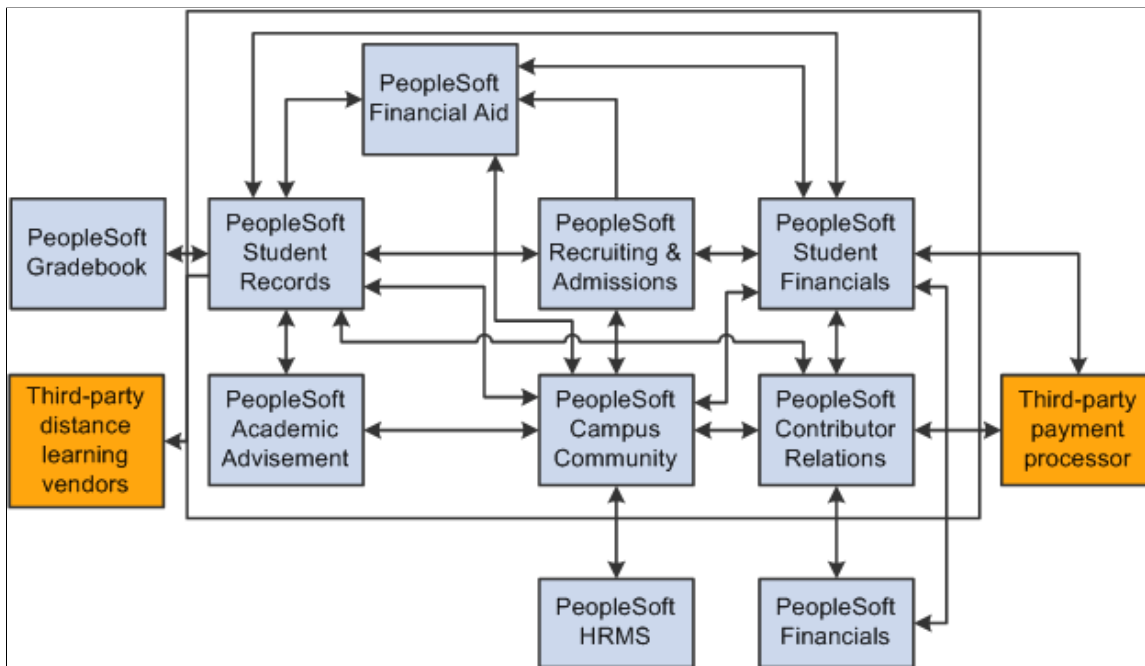 PeopleSoft
Financial Aid
PeopleSoft
Gradebook
PeopleSoft
Student
Records
PeopleSoft
Recruiting &
Admissions
PeopleSoft
Student
Financials
Third-party
distance
learning
vendors
PeopleSoft
Academic
Advisement
PeopleSoft
Campus
Community
PeopleSoft
Contributor
Relations
Third-party
payment
processor
PeopleSoft
HRMS
PeopleSoft
Financials